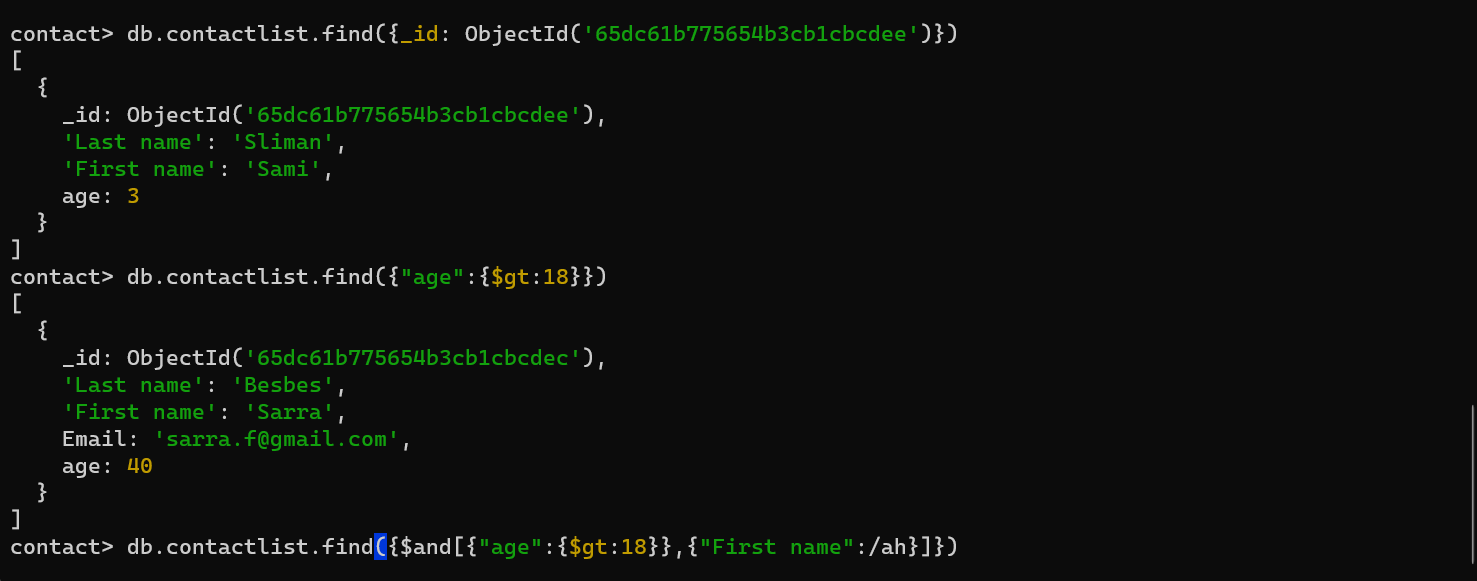 contact> db.contactlist.find({_id: ObjectId('65dc61b775654b3cb1cbcdee')})
[
  {
    _id: ObjectId('65dc61b775654b3cb1cbcdee'),
    'Last name': 'Sliman',
    'First name': 'Sami',
    age: 3
  }
]
contact> db.contactlist.find({"age":{$gt:18}})
[
  {
    _id: ObjectId('65dc61b775654b3cb1cbcdec'),
    'Last name': 'Besbes',
    'First name': 'Sarra',
    Email: 'sarra.f@gmail.com',
    age: 40
  }
]
contact> db.contactlist.find({$and[{"age":{$gt:18}},{"First name":/ah}]})